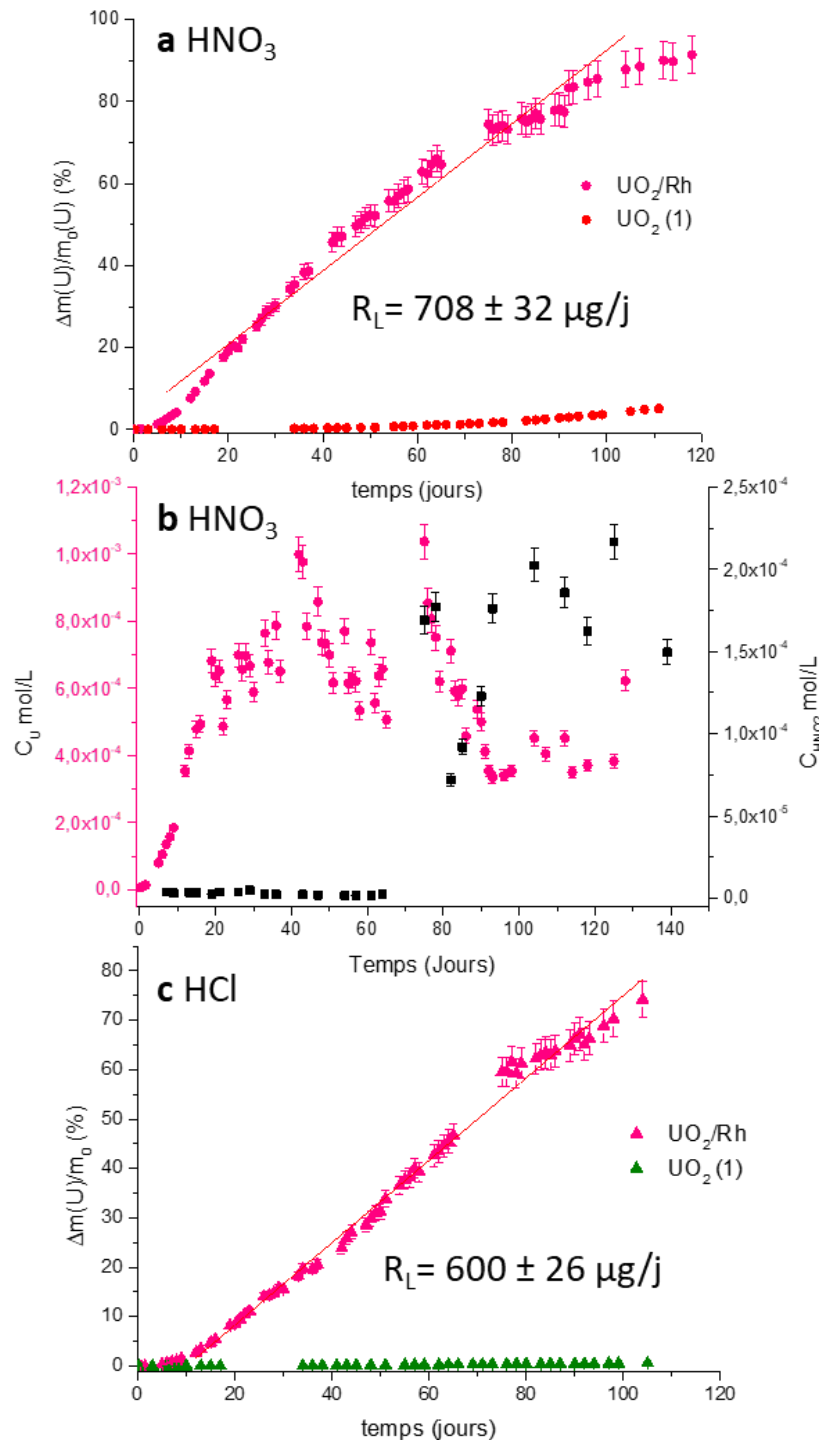 a HNO3
100
80
60
40
20
0
Δm(U)/m0(U) (%)
UO2/Rh
UO2 (1)
RL= 708 ± 32 µg/j
0 20 40 60 80 100 120
temps (jours)
b HNO3
1,2x10-3
1,0x10-3
8,0x10-4
6,0x10-4
4,0x10-4
2,0x10-4
0,0
CU mol/L
2,5x10-4
2,0x10-4
1,5x10-4
1,0x10-4
5,0x10-5
0,0
CHNO2 mol/L
0 20 40 60 80 100 120 140
Temps (Jours)
c HCl
80
70
60
50
40
30
20
10
0
Δm(U)/m0 (%)
UO2/Rh
UO2 (1)
RL= 600 ± 26 µg/j
0 20 40 60 80 100 120
temps (jours)